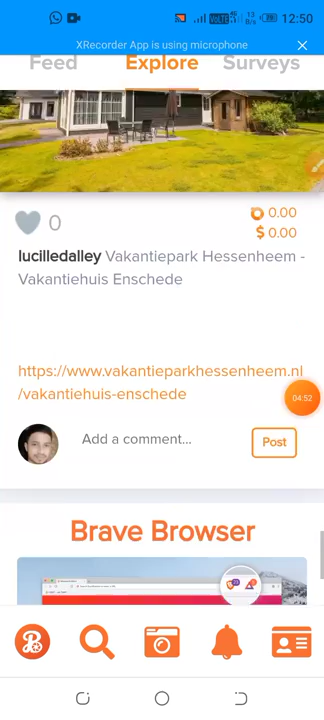 12:50
XRecorder App is using microphone
Feed Explore Surveys
0
0.00
$ 0.00
lucilledalley Vakantiepark Hessenheem -
Vakantiehuis Enschede
https://www.vakantieparkhessenheem.nl
/vakantiehuis-enschede
04:52
Add a comment...
Post
Brave Browser